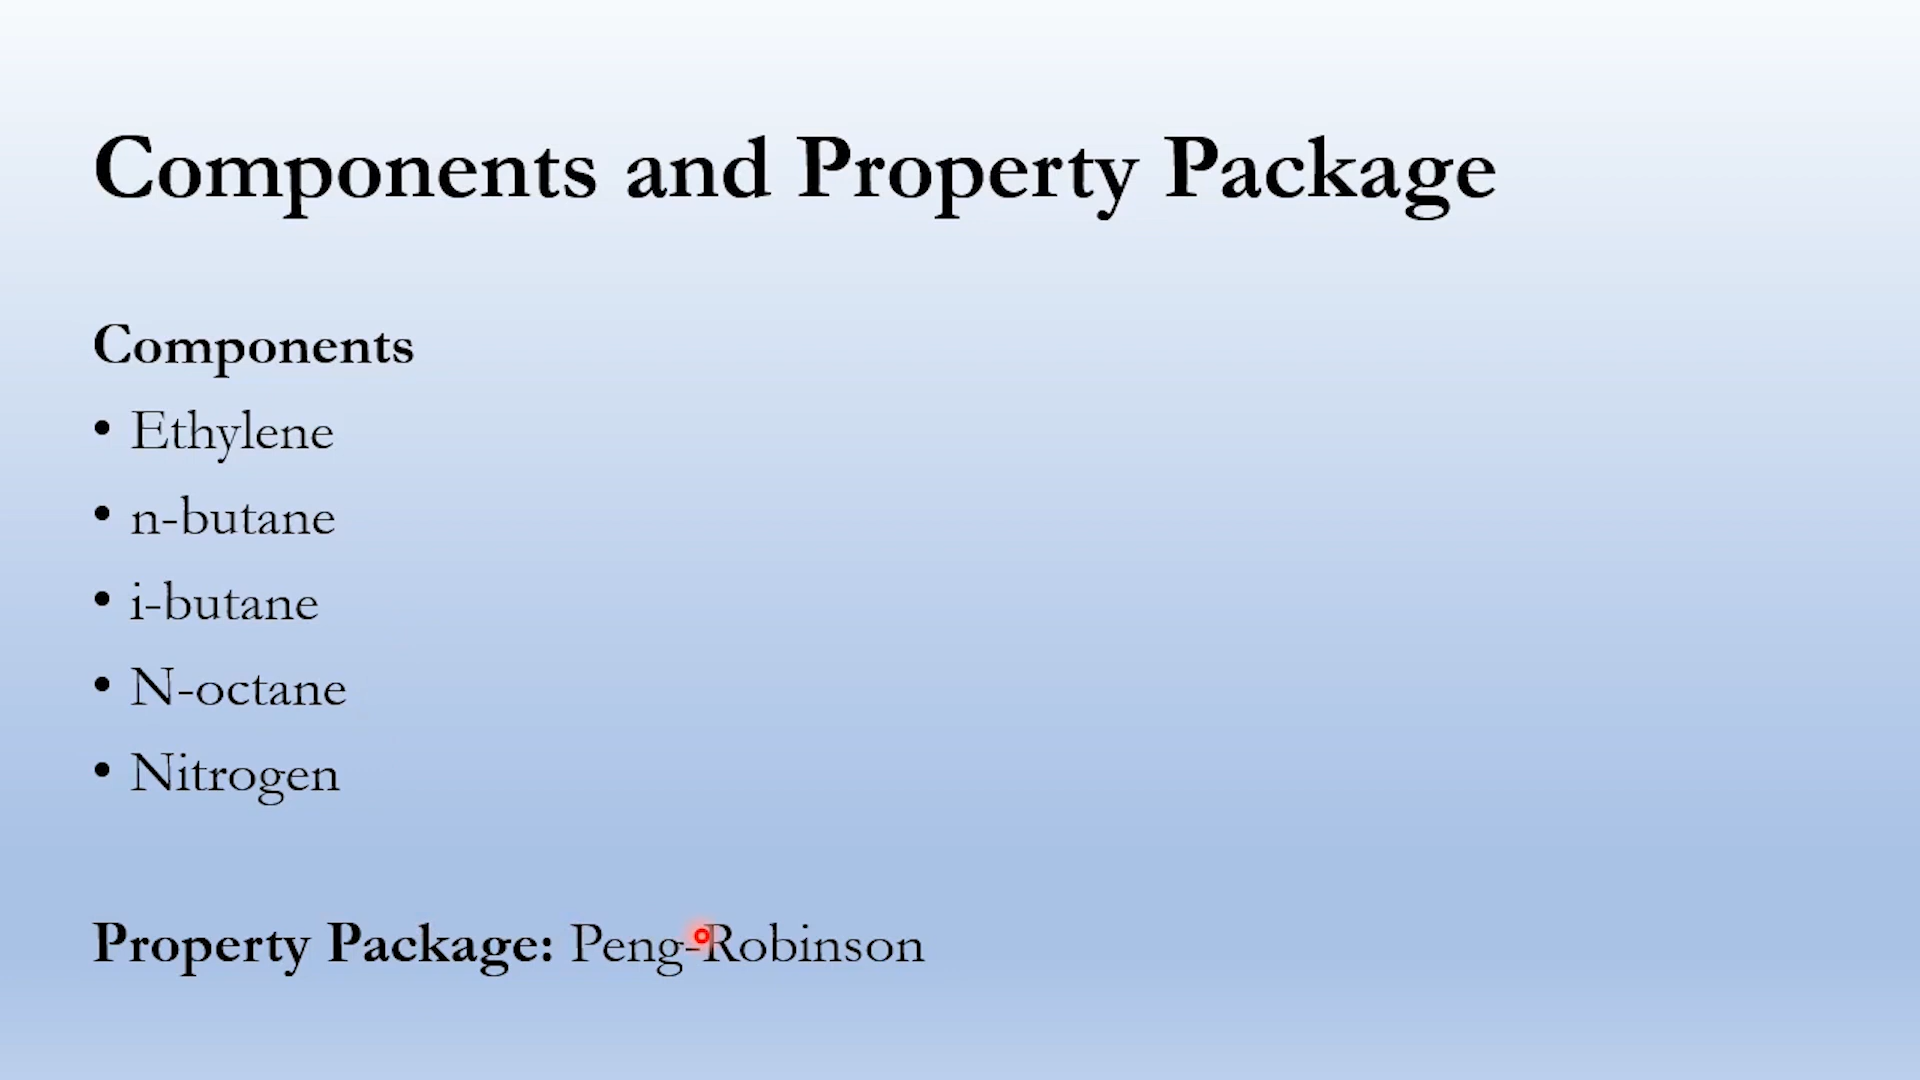 Components and Property Package
Components
• Ethylene
• n-butane
• i-butane
• N-octane
• Nitrogen
Property Package: Peng-Robinson